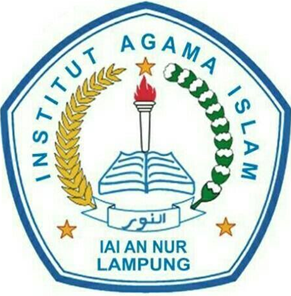 INSTITUT AGAMA ISLAM
النور
IAI AN NUR
LAMPUNG